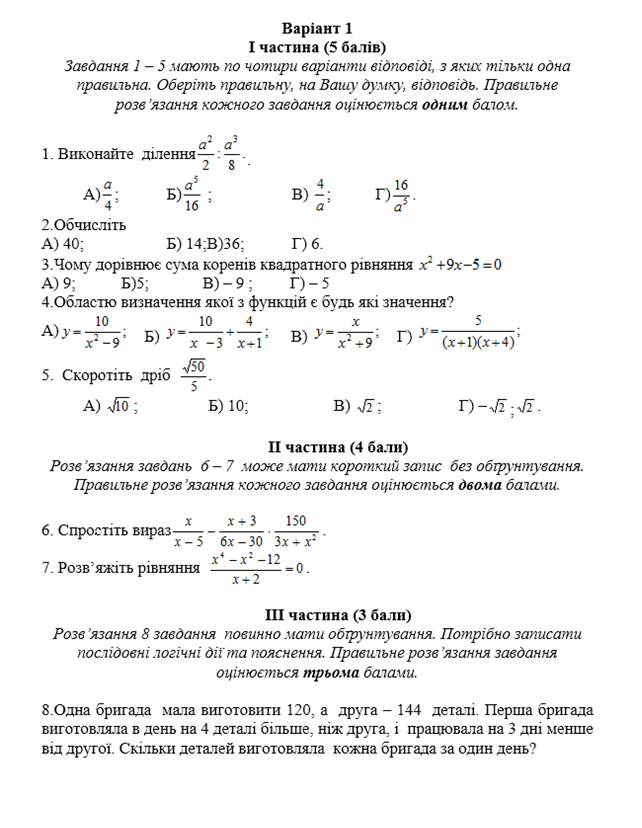 Варіант 1
І частина (5 балів)
Завдання 1 – 5 мають по чотири варіанти відповіді, з яких тільки одна
правильна. Оберіть правильну, на Вашу думку, відповідь. Правильне
розв’язання кожного завдання оцінюється одним балом.
1. Виконайте ділення a²/2 : a³/8 .
А) a/4 ; Б) a⁵/16 ; В) 4/a ; Г) 16/a⁵ .
2.Обчисліть
А) 40; Б) 14;В)36; Г) 6.
3.Чому дорівнює сума коренів квадратного рівняння x² +9x−5 =0
А) 9; Б)5; В) – 9 ; Г) – 5
4.Областю визначення якої з функцій є будь які значення?
А) y = 10/(x² −9) ; Б) y = 10/(x −3) + 4/(x+1) ; В) y = x/(x² +9) ; Г) y = 5/((x+1)(x+4)) ;
5. Скоротіть дріб √50/5 .
А) √10 ; Б) 10; В) √2 ; Г) – √2 ; √2 .
ІІ частина (4 бали)
Розв’язання завдань 6 – 7 може мати короткий запис без обґрунтування.
Правильне розв’язання кожного завдання оцінюється двома балами.
6. Спростіть вираз x/(x − 5) − (x + 3)/(6x − 30) · 150/(3x + x²) .
7. Розв’яжіть рівняння (x⁴ − x² −12)/(x + 2) = 0 .
ІІІ частина (3 бали)
Розв’язання 8 завдання повинно мати обґрунтування. Потрібно записати
послідовні логічні дії та пояснення. Правильне розв’язання завдання
оцінюється трьома балами.
8.Одна бригада мала виготовити 120, а друга – 144 деталі. Перша бригада
виготовляла в день на 4 деталі більше, ніж друга, і працювала на 3 дні менше
від другої. Скільки деталей виготовляла кожна бригада за один день?